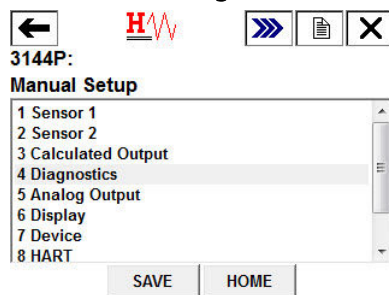 H
3144P:
Manual Setup
1 Sensor 1
2 Sensor 2
3 Calculated Output
4 Diagnostics
5 Analog Output
6 Display
7 Device
8 HART
SAVE HOME